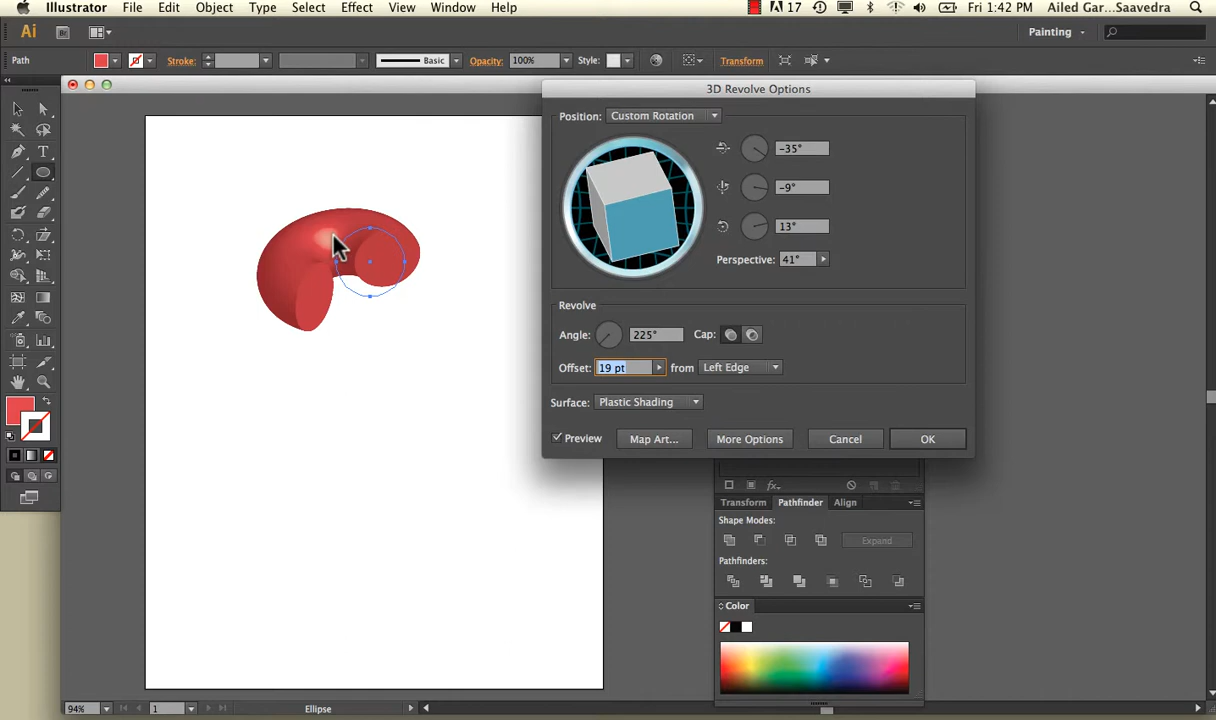 Illustrator File Edit Object Type Select Effect View Window Help 17 Fri 1:42 PM Ailed Gar...Saavedra
Ai Br Painting
Path Stroke: Basic Opacity: 100% Style: Transform
3D Revolve Options
Position: Custom Rotation
-35°
-9°
13°
Perspective: 41°
Revolve
Angle: 225° Cap:
Offset: 19 pt from Left Edge
Surface: Plastic Shading
Preview Map Art... More Options Cancel OK
fx
Transform Pathfinder Align
Shape Modes:
Expand
Pathfinders:
Color
94% 1 Ellipse